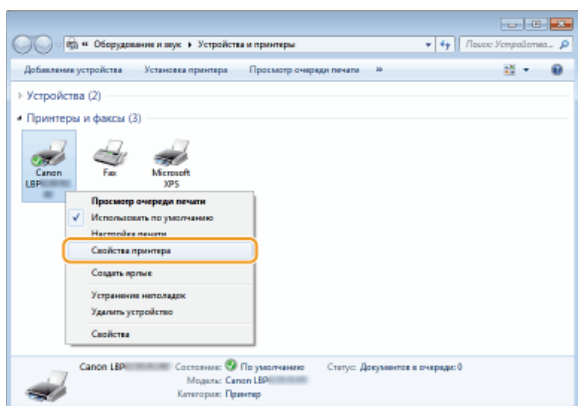 « Оборудование и звук ▸ Устройства и принтеры
Поиск: Устройства...
Добавление устройства Установка принтера Просмотр очереди печати »
Устройства (2)
Принтеры и факсы (3)
Canon LBP
Fax
Microsoft XPS
Просмотр очереди печати
Использовать по умолчанию
Настройка печати
Свойства принтера
Создать ярлык
Устранение неполадок
Удалить устройство
Свойства
Canon LBP Состояние: По умолчанию Статус: Документов в очереди: 0
Модель: Canon LBP
Категория: Принтер